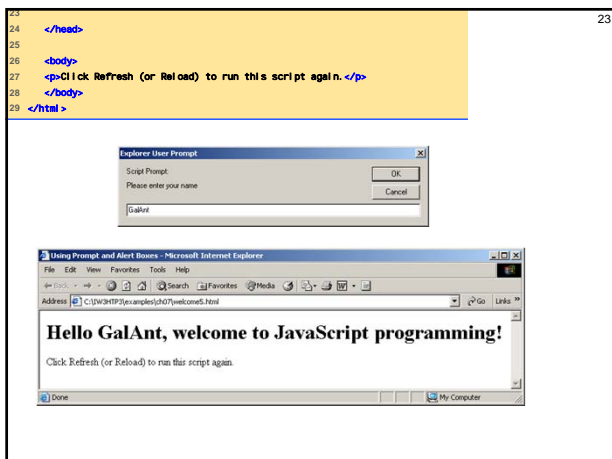 23
23
24 </head>
25
26 <body>
27 <p>Click Refresh (or Reload) to run this script again.</p>
28 </body>
29 </html>
Explorer User Prompt
Script Prompt:
OK
Please enter your name
Cancel
GalAnt
Using Prompt and Alert Boxes - Microsoft Internet Explorer
File Edit View Favorites Tools Help
Back Search Favorites Media
Address C:\IW3HTP3\examples\ch07\welcome5.html Go Links »
Hello GalAnt, welcome to JavaScript programming!
Click Refresh (or Reload) to run this script again.
Done My Computer